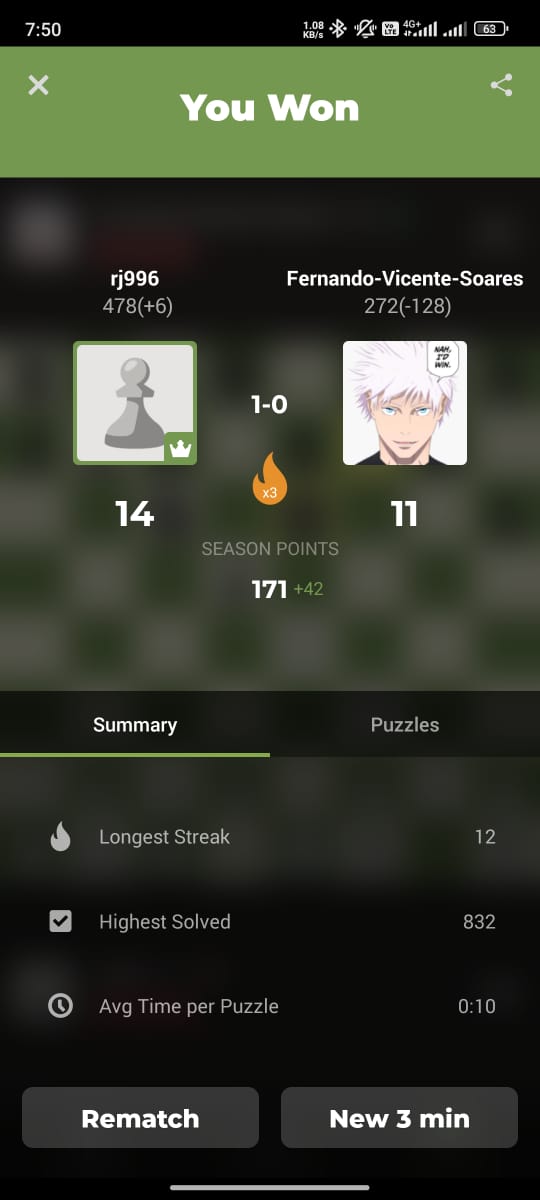 7:50
1.08
KB/s
Vo
LTE
4G+
63
You Won
rj996
Fernando-Vicente-Soares
478(+6)
272(-128)
NAH,
I'D
WIN.
1-0
x3
14
11
SEASON POINTS
171 +42
Summary
Puzzles
Longest Streak
12
Highest Solved
832
Avg Time per Puzzle
0:10
Rematch
New 3 min